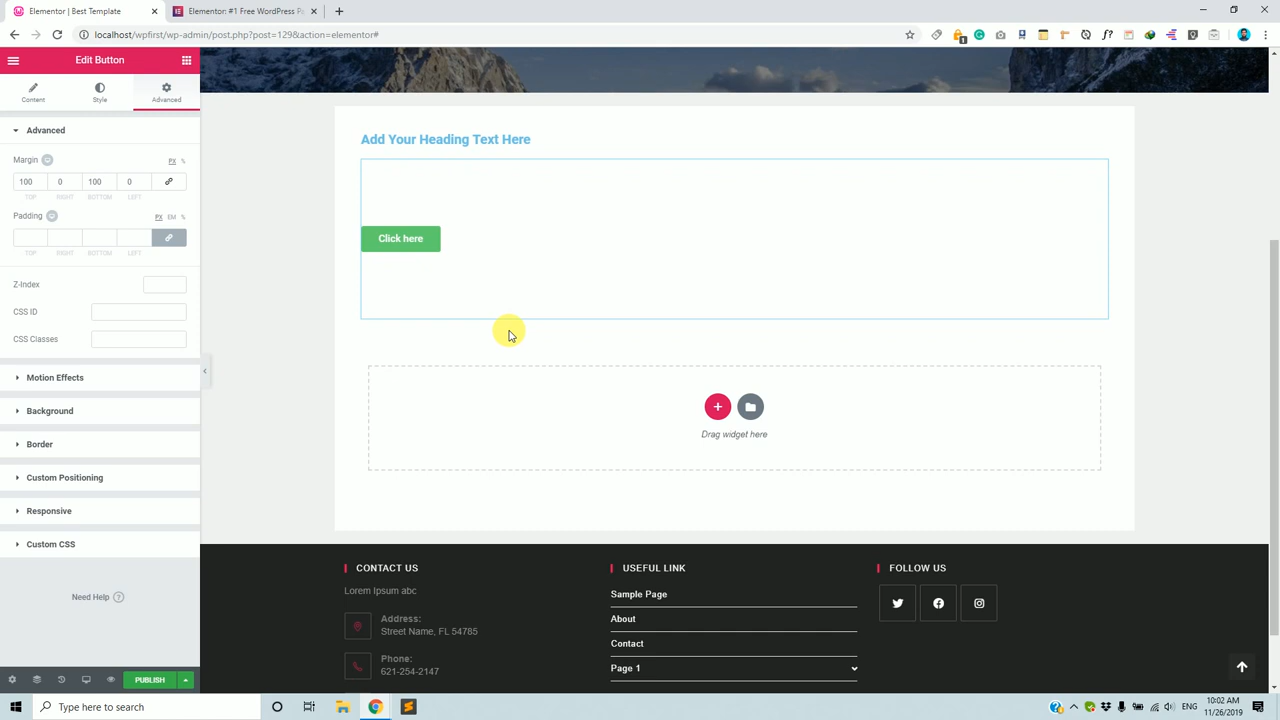 Elementor Template
Elementor: #1 Free WordPress P
localhost/wpfirst/wp-admin/post.php?post=129&action=elementor#
1
Edit Button
Content
Style
Advanced
Advanced
Margin
PX
%
100
0
100
0
TOP
RIGHT
BOTTOM
LEFT
Padding
PX
EM
%
TOP
RIGHT
BOTTOM
LEFT
Z-Index
CSS ID
CSS Classes
Motion Effects
Background
Border
Custom Positioning
Responsive
Custom CSS
Need Help
PUBLISH
Add Your Heading Text Here
Click here
Drag widget here
CONTACT US
Lorem Ipsum abc
Address:
Street Name, FL 54785
Phone:
621-254-2147
USEFUL LINK
Sample Page
About
Contact
Page 1
FOLLOW US
Type here to search
ENG
10:02 AM
11/26/2019